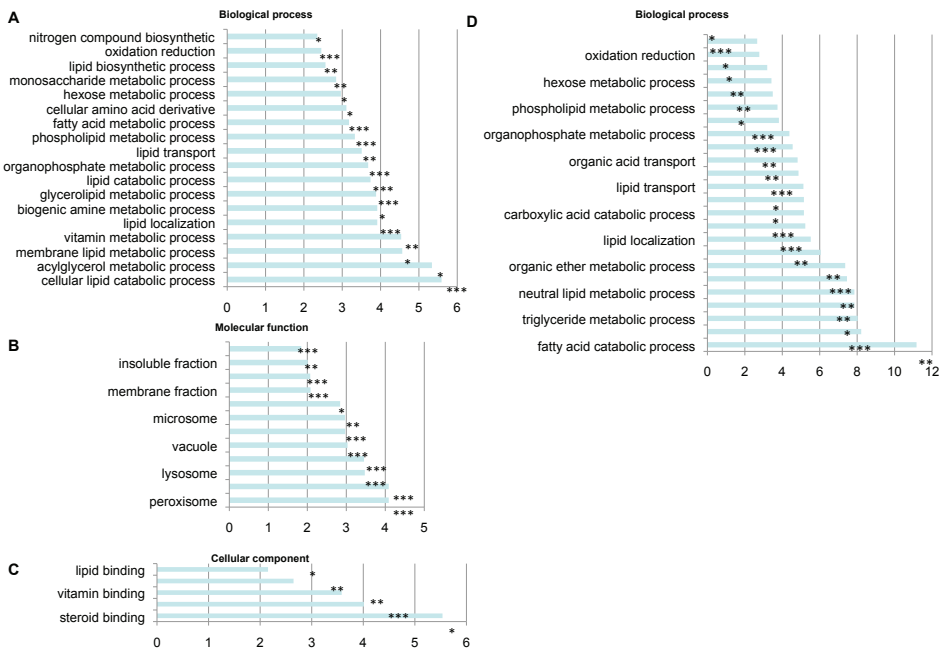 A
Biological process
nitrogen compound biosynthetic
*
oxidation reduction
***
lipid biosynthetic process
**
monosaccharide metabolic process
**
hexose metabolic process
*
cellular amino acid derivative
*
fatty acid metabolic process
***
phospholipid metabolic process
***
lipid transport
**
organophosphate metabolic process
***
lipid catabolic process
***
glycerolipid metabolic process
***
biogenic amine metabolic process
*
lipid localization
***
vitamin metabolic process
**
membrane lipid metabolic process
*
acylglycerol metabolic process
*
cellular lipid catabolic process
***
0 1 2 3 4 5 6
B
Molecular function
***
insoluble fraction
**
***
membrane fraction
***
*
microsome
**
***
vacuole
***
***
lysosome
***
***
peroxisome
***
0 1 2 3 4 5
C
Cellular component
lipid binding
*
**
vitamin binding
**
***
steroid binding
*
0 1 2 3 4 5 6
D
Biological process
*
oxidation reduction
***
*
hexose metabolic process
*
**
phospholipid metabolic process
**
*
organophosphate metabolic process
***
***
organic acid transport
**
**
lipid transport
***
*
carboxylic acid catabolic process
*
***
lipid localization
***
**
organic ether metabolic process
**
***
neutral lipid metabolic process
**
**
triglyceride metabolic process
*
***
fatty acid catabolic process
**
0 2 4 6 8 10 12